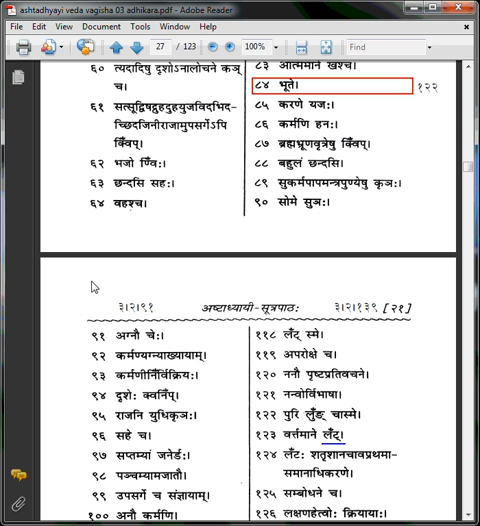 ashtadhyayi veda vagisha 03 adhikara.pdf - Adobe Reader
File Edit View Document Tools Window Help
27 / 123 100% Find
६० त्यदादिषु दृशोऽनालोचने कञ्
च।
६१ सत्सूद्विषद्रुहदुहयुजविदभिद-
च्छिदजिनीराजामुपसर्गेऽपि
क्विँप्।
६२ भजो ण्विँः।
६३ छन्दसि सहः।
६४ वहश्च।
८३ आत्ममाने खश्च।
८४ भूते। १२२
८५ करणे यजः।
८६ कर्मणि हनः।
८७ ब्रह्मभ्रूणवृत्रेषु क्विँप्।
८८ बहुलं छन्दसि।
८९ सुकर्मपापमन्त्रपुण्येषु कृञः।
९० सोमे सुञः।
३।२।९१ अष्टाध्यायी-सूत्रपाठः ३।२।१३९ [२१]
९१ अग्नौ चेः।
९२ कर्मण्यग्न्याख्यायाम्।
९३ कर्मणीनिँर्विक्रियः।
९४ दृशेः क्वनिँप्।
९५ राजनि युधिकृञः।
९६ सहे च।
९७ सप्तम्यां जनेर्डः।
९८ पञ्चम्यामजातौ।
९९ उपसर्गे च संज्ञायाम्।
१०० अनौ कर्मणि।
११८ लँट् स्मे।
११९ अपरोक्षे च।
१२० ननौ पृष्टप्रतिवचने।
१२१ नन्वोर्विभाषा।
१२२ पुरि लुँङ् चास्मे।
१२३ वर्त्तमाने लँट्।
१२४ लँटः शतृशानचावप्रथमा-
समानाधिकरणे।
१२५ सम्बोधने च।
१२६ लक्षणहेत्वोः क्रियायाः।